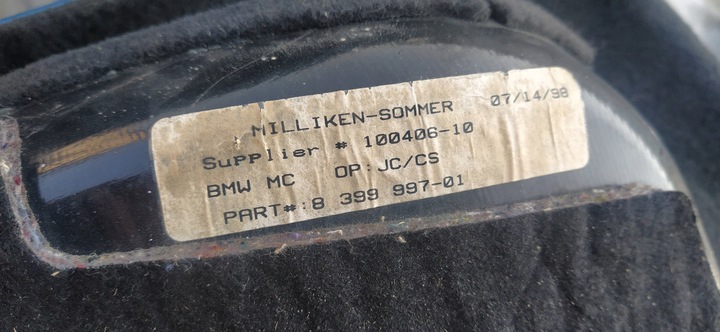 MILLIKEN-SOMMER 07/14/98
Supplier # 100406-10
BMW MC OP:JC/CS
PART#:8 399 997-01